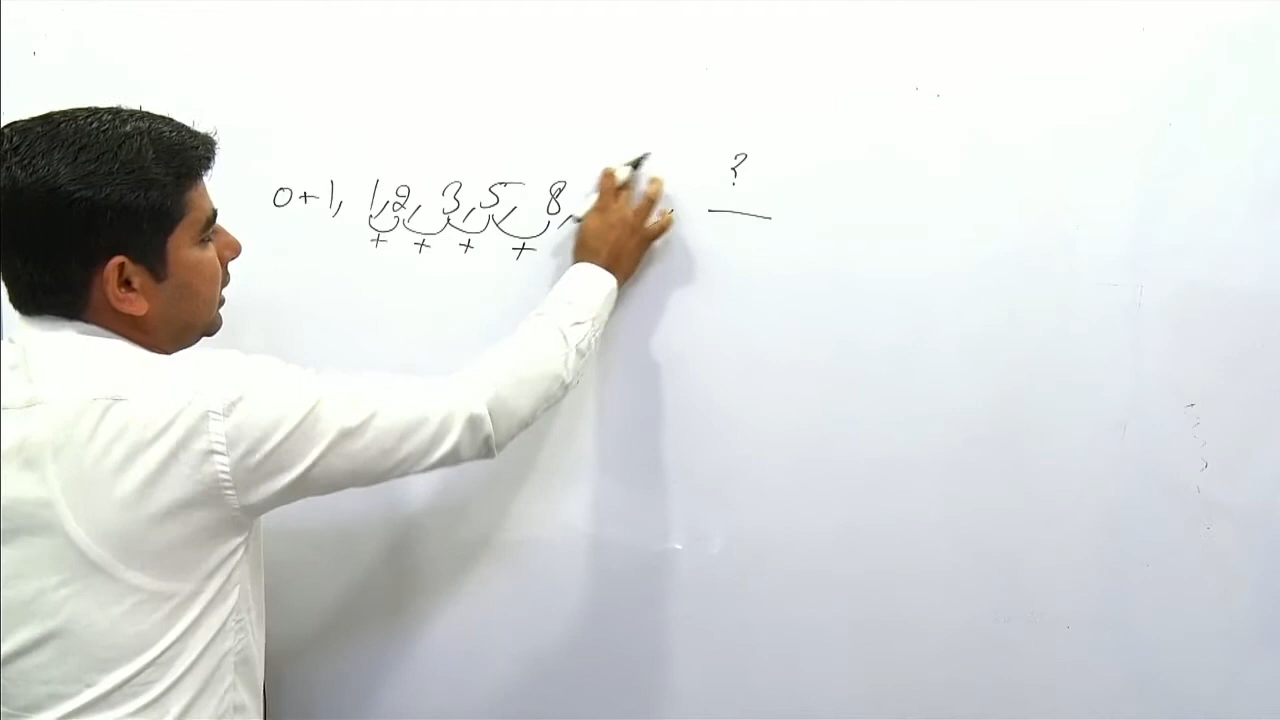 ?
0+1, 1,2, 3,5, 8,
+ + + +